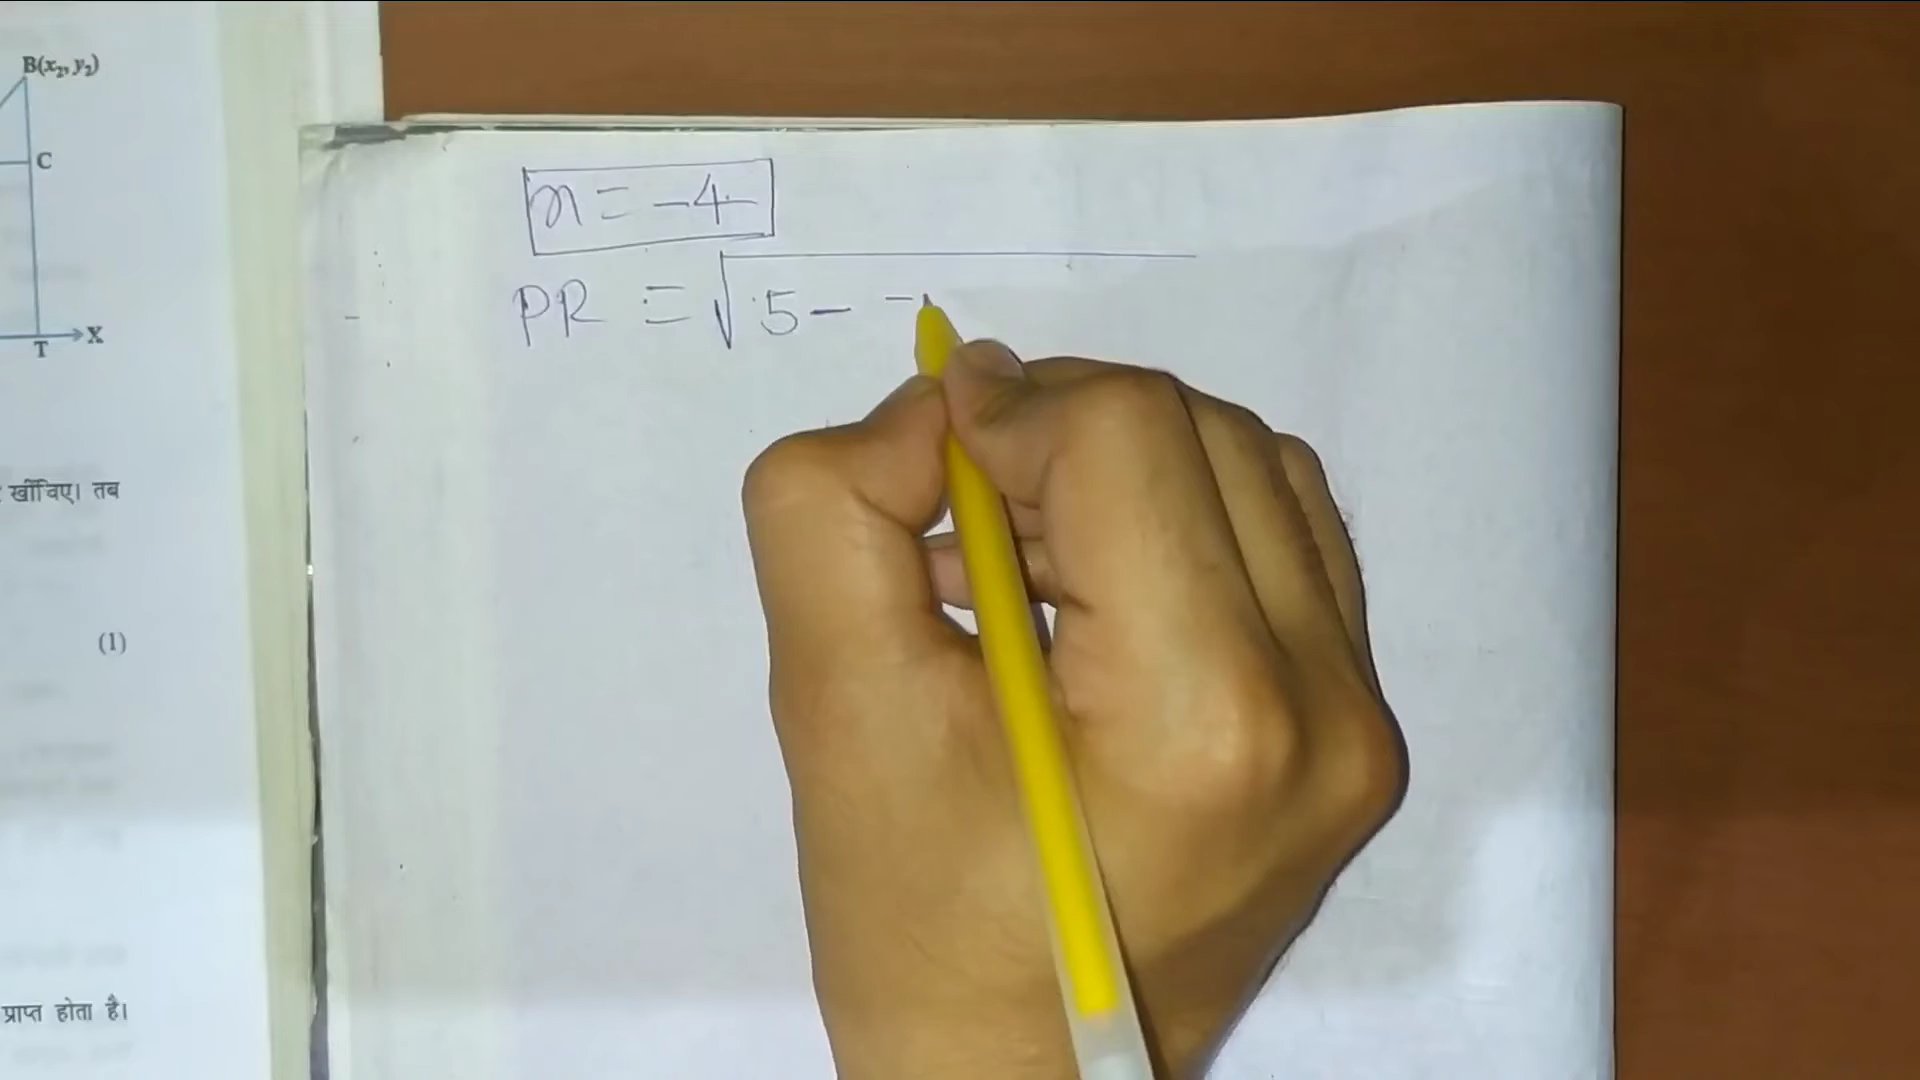 B(x₂, y₂)
C
T
X
खींचिए। तब
(1)
प्राप्त होता है।
x = -4
PR = √5 - -